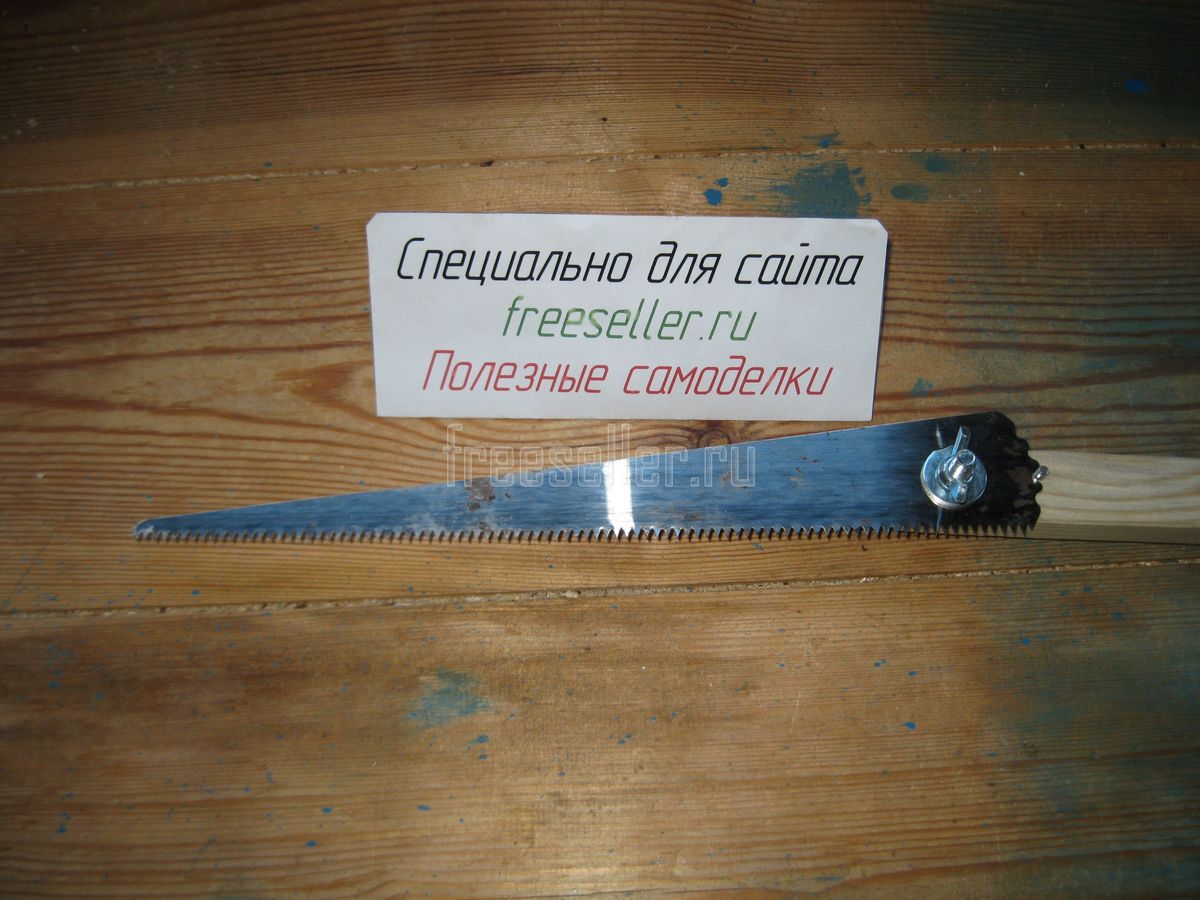 Специально для сайта
freeseller.ru
Полезные самоделки
freeseller.ru